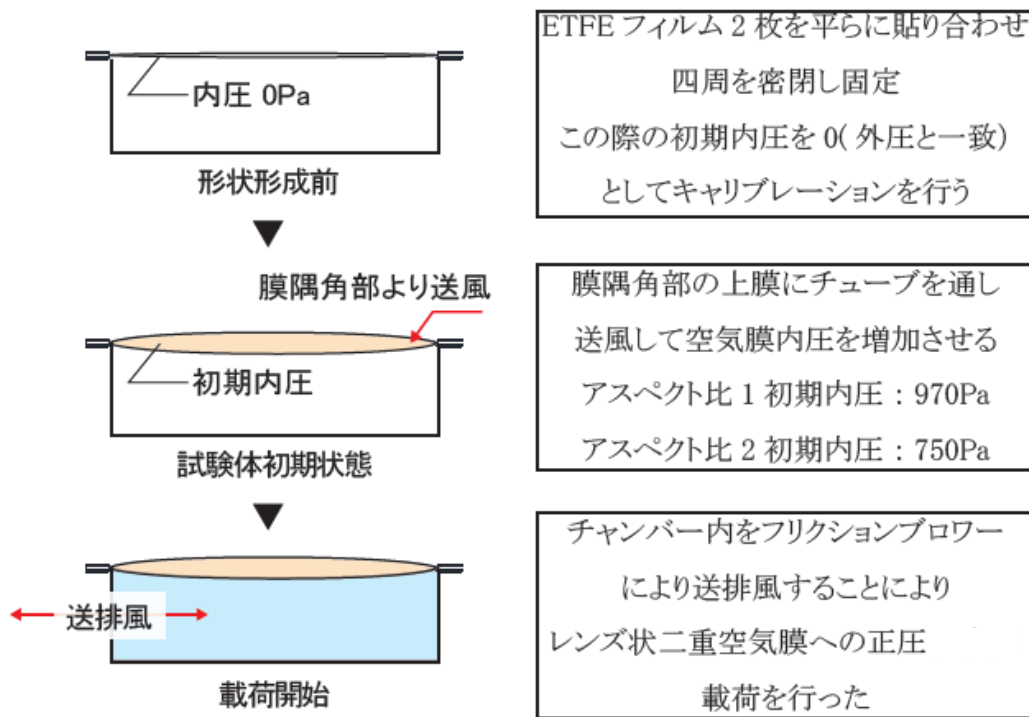 内圧 0Pa
形状形成前
ETFE フィルム 2 枚を平らに貼り合わせ
四周を密閉し固定
この際の初期内圧を 0( 外圧と一致)
としてキャリブレーションを行う
膜隅角部より送風
初期内圧
試験体初期状態
膜隅角部の上膜にチューブを通し
送風して空気膜内圧を増加させる
アスペクト比 1 初期内圧 : 970Pa
アスペクト比 2 初期内圧 : 750Pa
送排風
載荷開始
チャンバー内をフリクションブロワー
により送排風することにより
レンズ状二重空気膜への正圧
載荷を行った